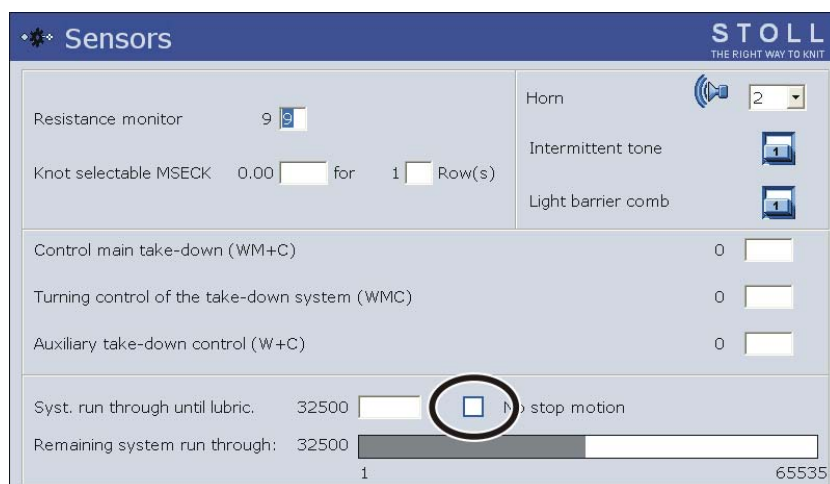 Sensors
STOLL
THE RIGHT WAY TO KNIT
Resistance monitor 9 9
Knot selectable MSECK 0.00 for 1 Row(s)
Horn 2
Intermittent tone 1
Light barrier comb 1
Control main take-down (WM+C) 0
Turning control of the take-down system (WMC) 0
Auxiliary take-down control (W+C) 0
Syst. run through until lubric. 32500 No stop motion
Remaining system run through: 32500
1 65535